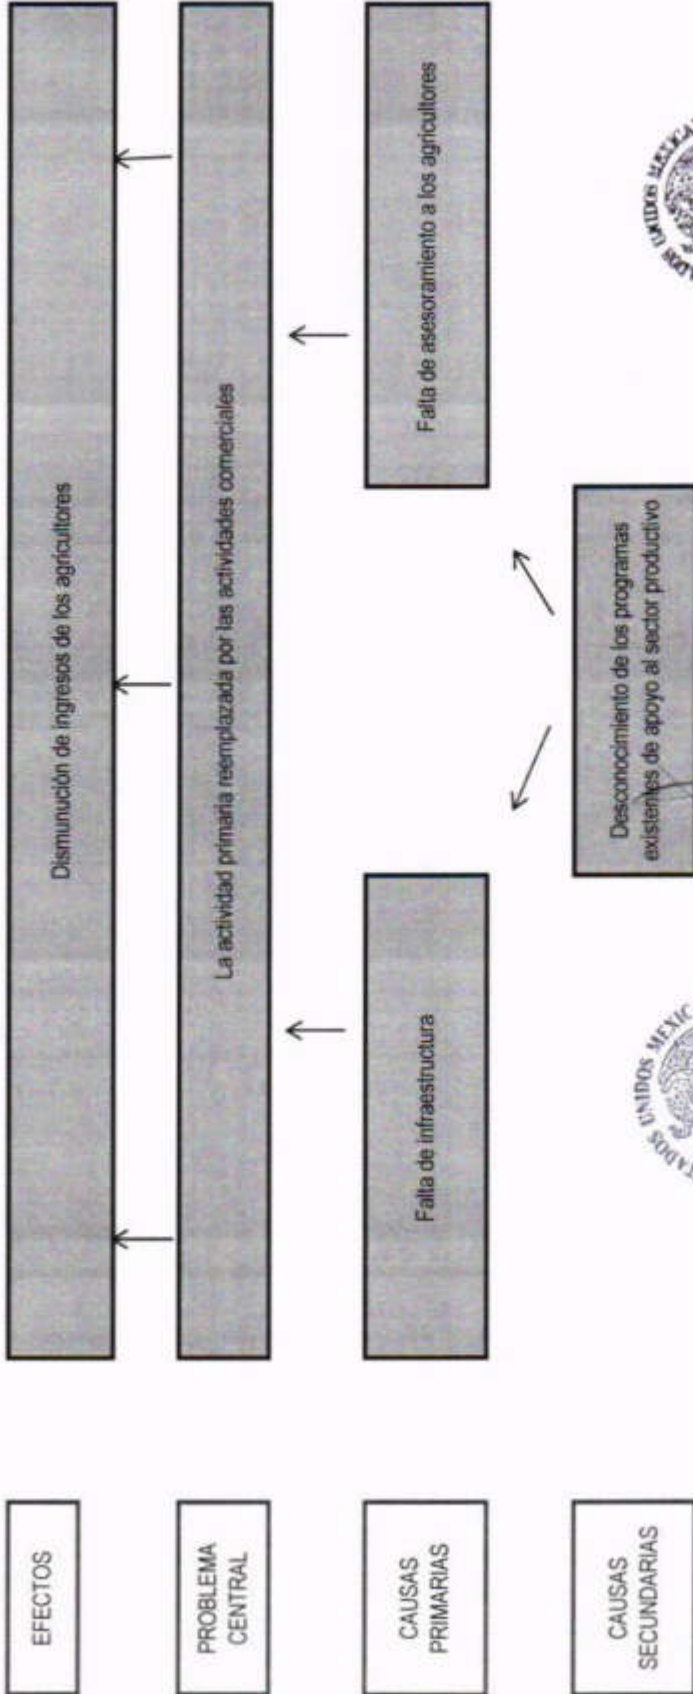 EFECTOS
Dismunución de ingresos de los agricultores
PROBLEMA
CENTRAL
La actividad primaria reemplazada por las actividades comerciales
CAUSAS
PRIMARIAS
Falta de infraestructura
Falta de asesoramiento a los agricultores
CAUSAS
SECUNDARIAS
Desconocimiento de los programas
existentes de apoyo al sector productivo
UNIDOS
UNIDOS